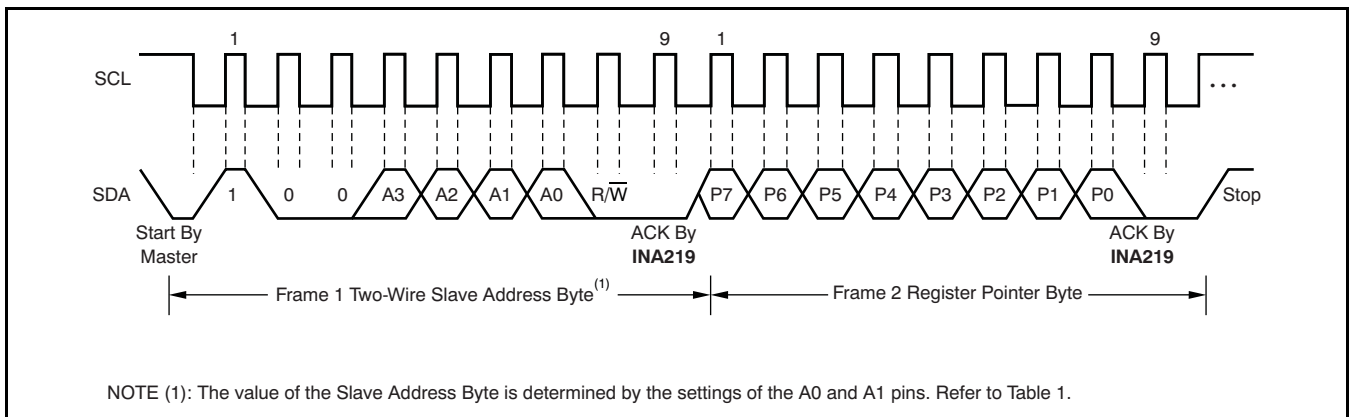 1 9 1 9
SCL ...
SDA 1 0 0 A3 A2 A1 A0 R/W̅ P7 P6 P5 P4 P3 P2 P1 P0 Stop
Start By Master
ACK By INA219
ACK By INA219
Frame 1 Two-Wire Slave Address Byte(1)
Frame 2 Register Pointer Byte
NOTE (1): The value of the Slave Address Byte is determined by the settings of the A0 and A1 pins. Refer to Table 1.